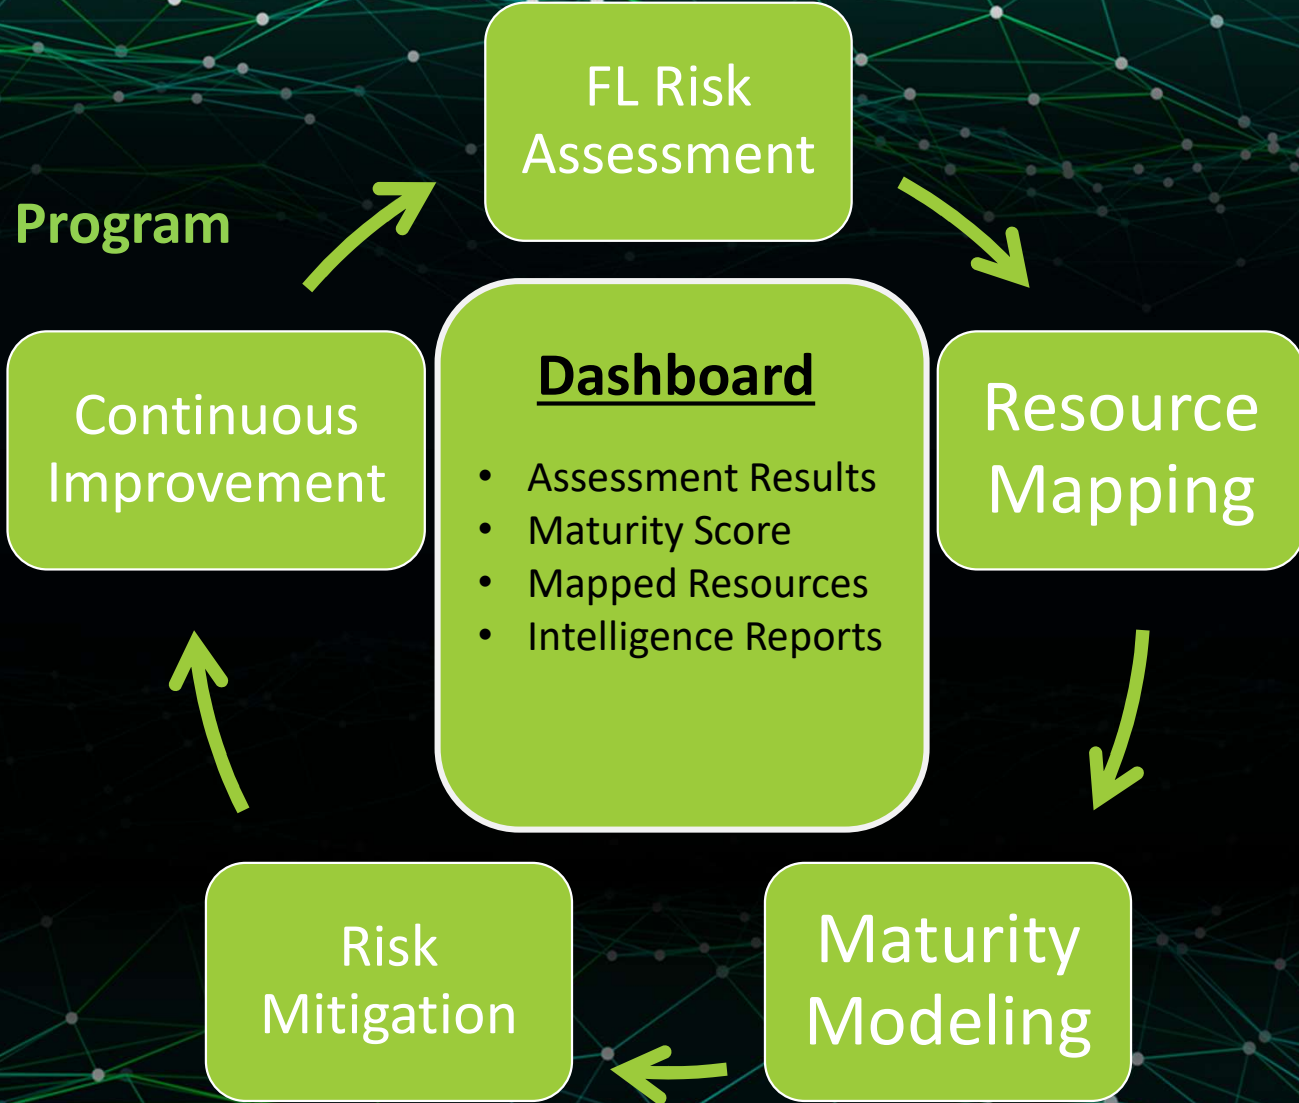 FL Risk
Assessment
Program
Continuous
Improvement
Dashboard
• Assessment Results
• Maturity Score
• Mapped Resources
• Intelligence Reports
Resource
Mapping
Risk
Mitigation
Maturity
Modeling